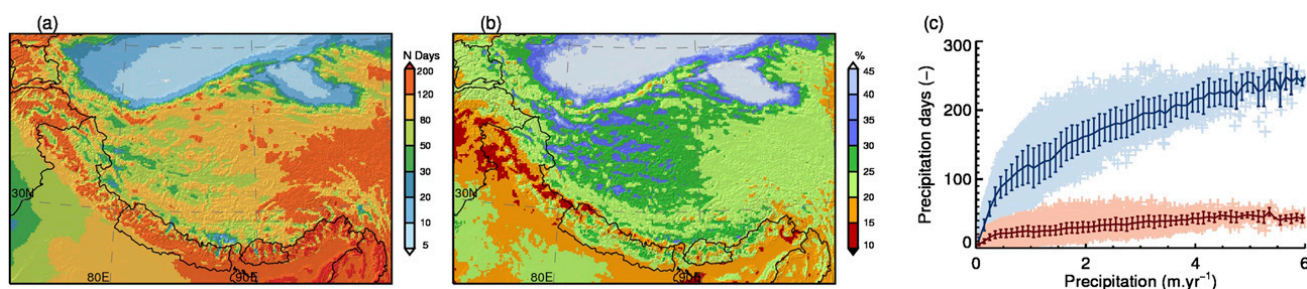 (a)
N Days
200
120
80
50
30
20
10
5
30N
80E
90E
(b)
%
45
40
35
30
25
20
15
10
30N
80E
90E
(c)
300
200
100
0
Precipitation days (–)
0
2
4
6
Precipitation (m.yr⁻¹)